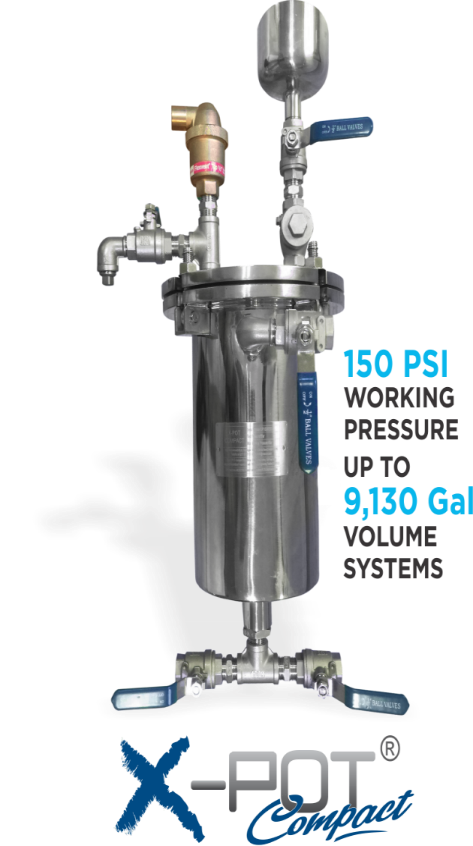 BALL VALVES
150 PSI
WORKING
PRESSURE
UP TO
9,130 Gal
VOLUME
SYSTEMS
1" BALL VALVES
BALL VALVES
X-POT®
Compact